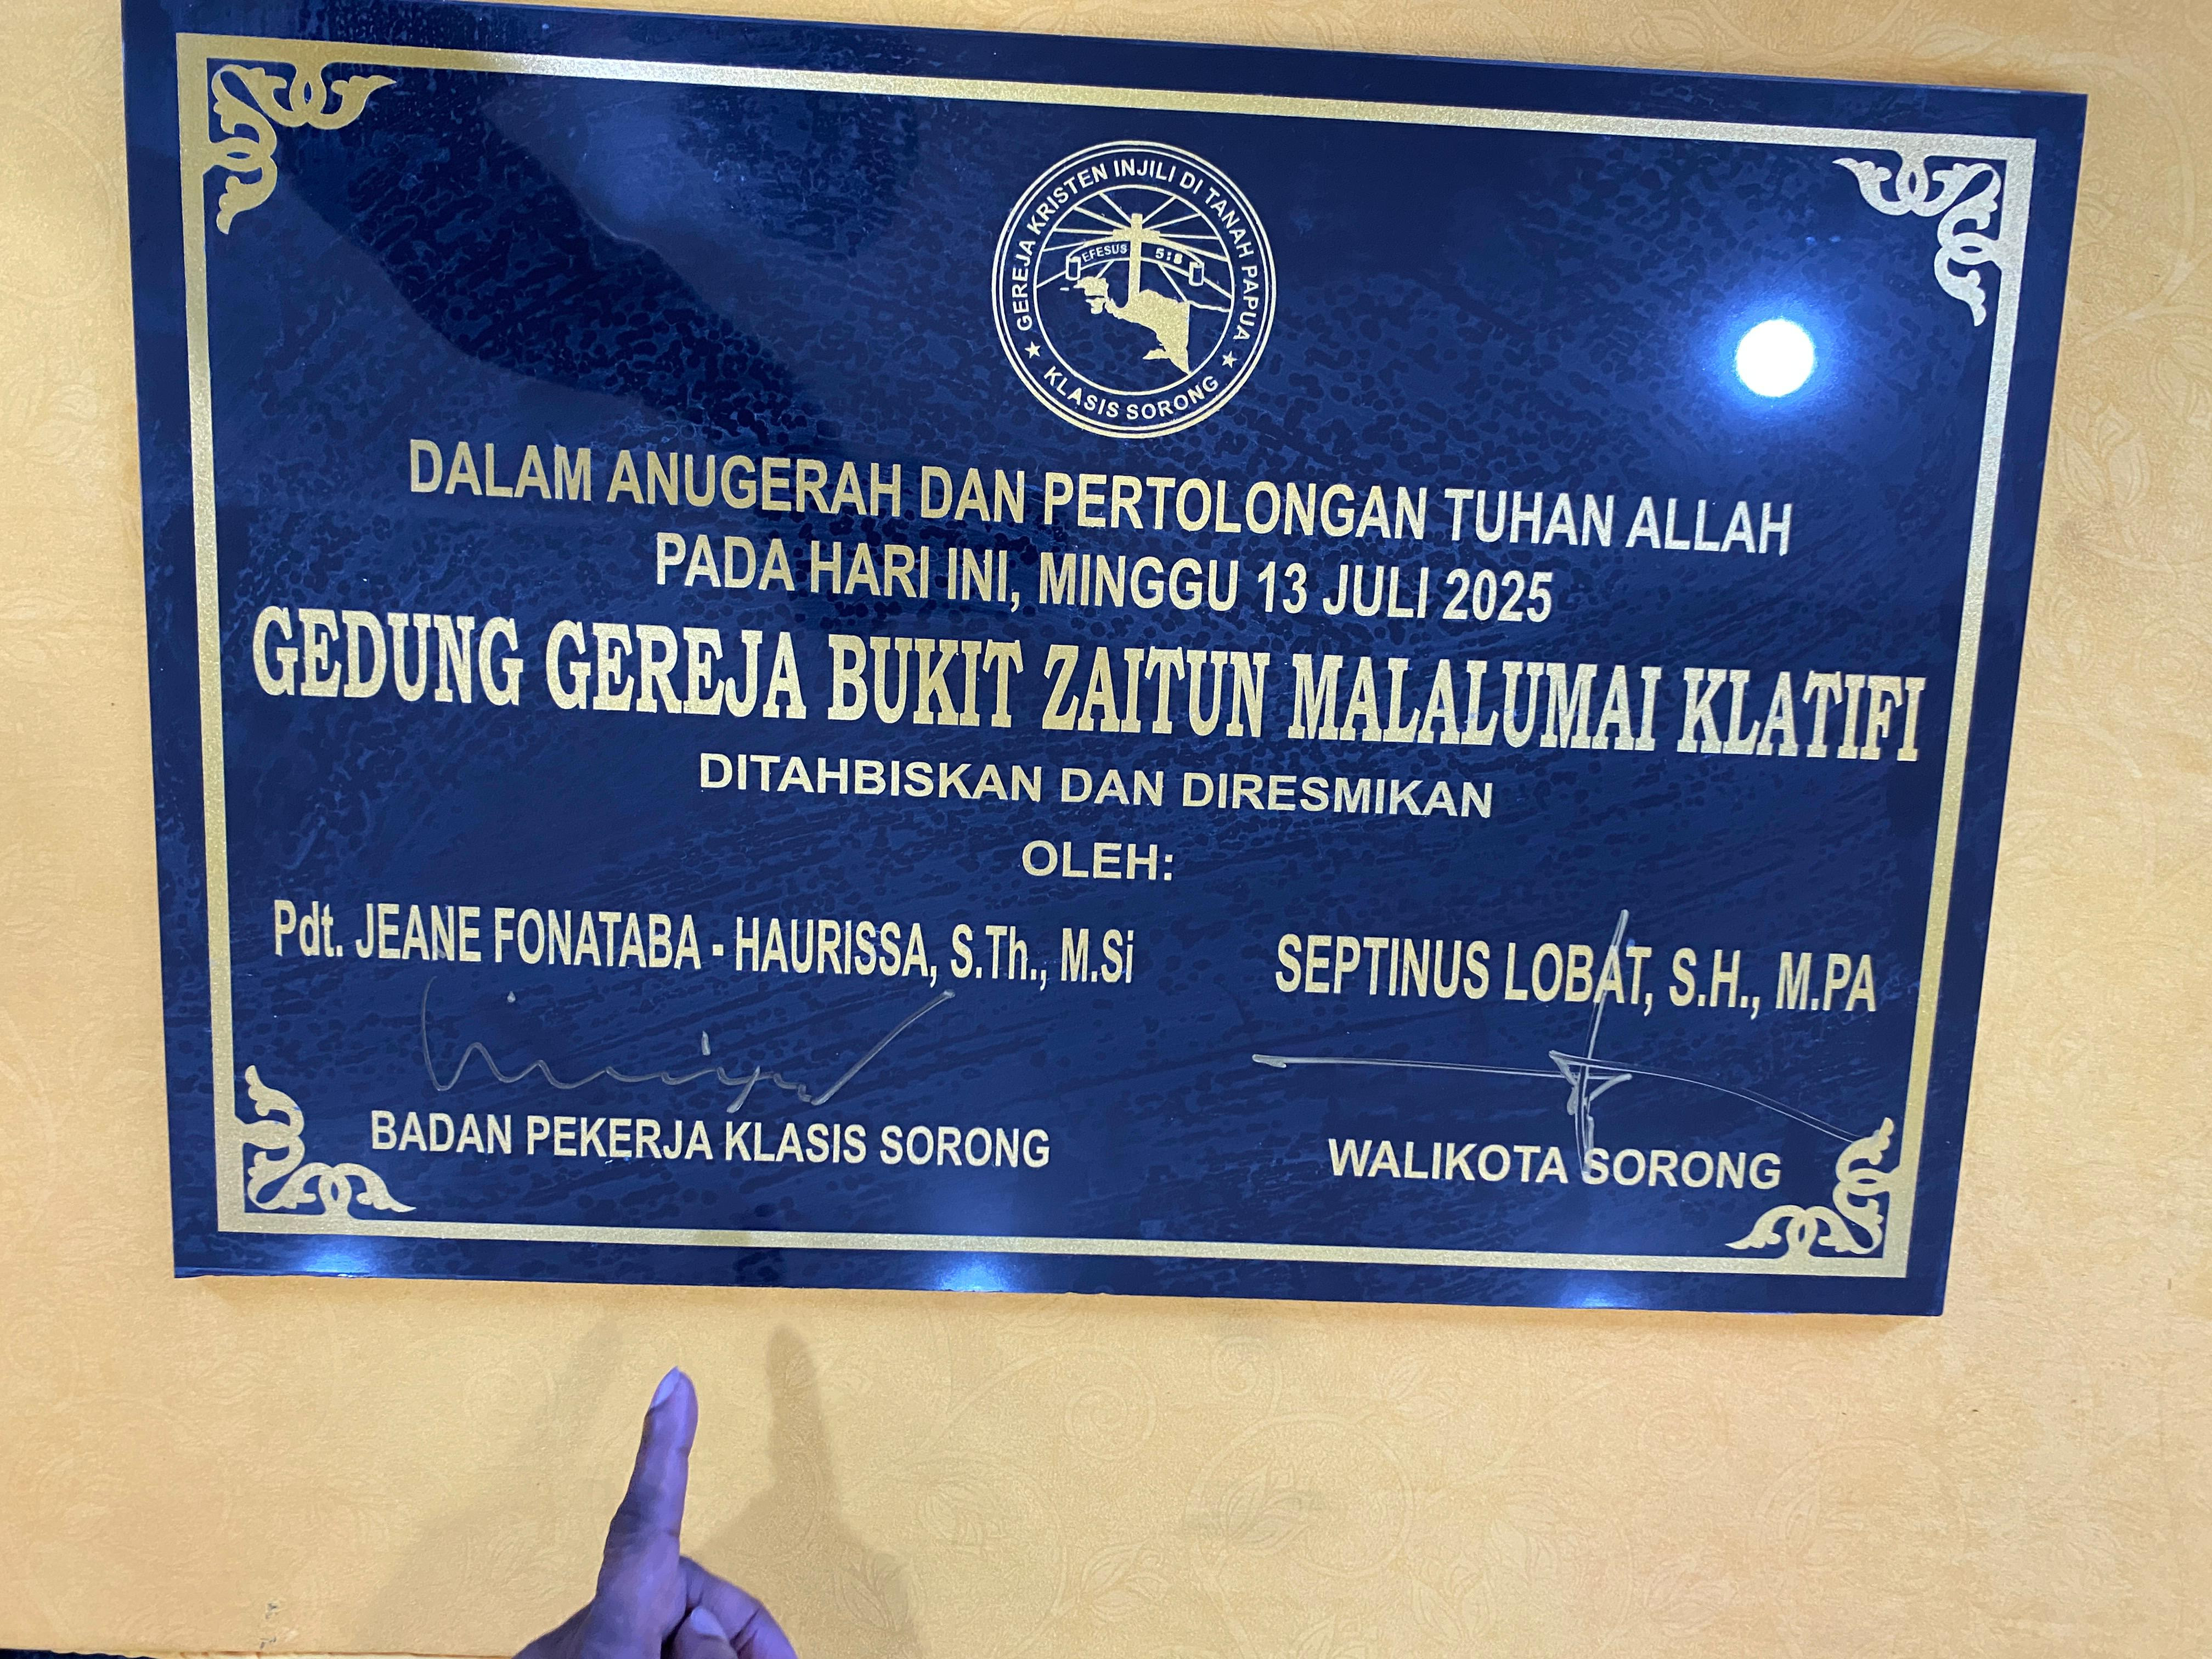 GEREJA KRISTEN INJILI DI TANAH PAPUA
EFESUS 5:8
★ KLASIS SORONG ★
DALAM ANUGERAH DAN PERTOLONGAN TUHAN ALLAH
PADA HARI INI, MINGGU 13 JULI 2025
GEDUNG GEREJA BUKIT ZAITUN MALALUMAI KLATIFI
DITAHBISKAN DAN DIRESMIKAN
OLEH:
Pdt. JEANE FONATABA - HAURISSA, S.Th., M.Si SEPTINUS LOBAT, S.H., M.PA
BADAN PEKERJA KLASIS SORONG WALIKOTA SORONG